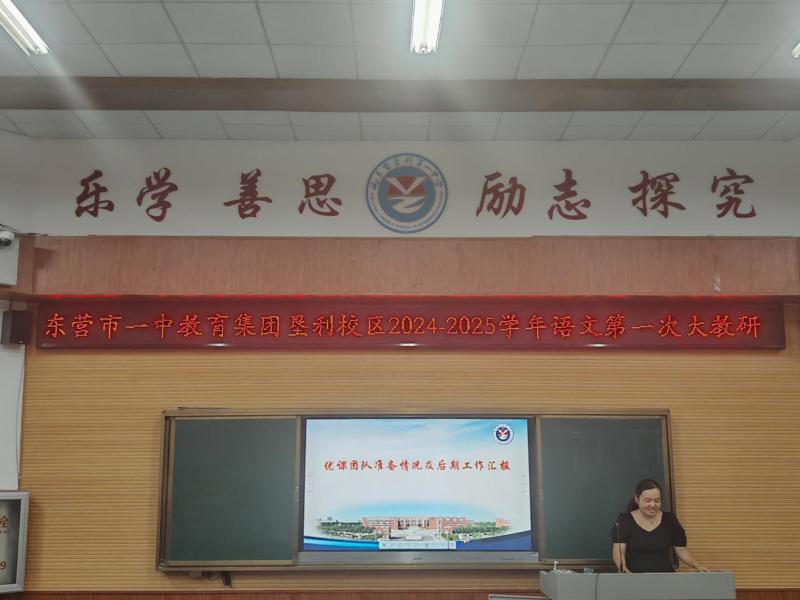 乐学 善思 励志 探究
东营市一中教育集团垦利校区2024-2025学年语文第一次大教研
优课团队准备情况及后期工作汇报
9